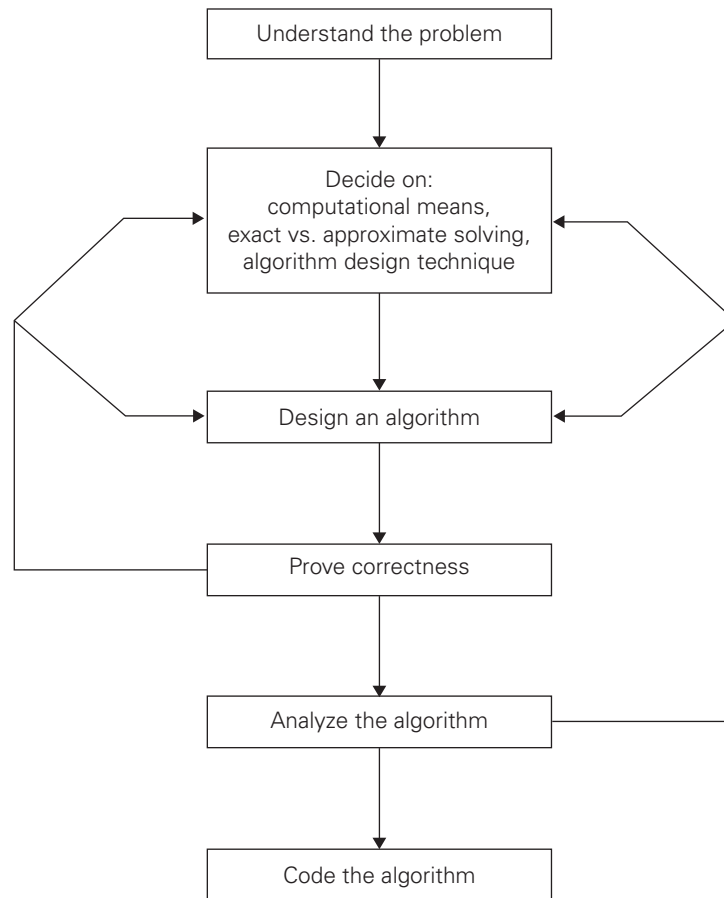 Understand the problem
Decide on:
computational means,
exact vs. approximate solving,
algorithm design technique
Design an algorithm
Prove correctness
Analyze the algorithm
Code the algorithm